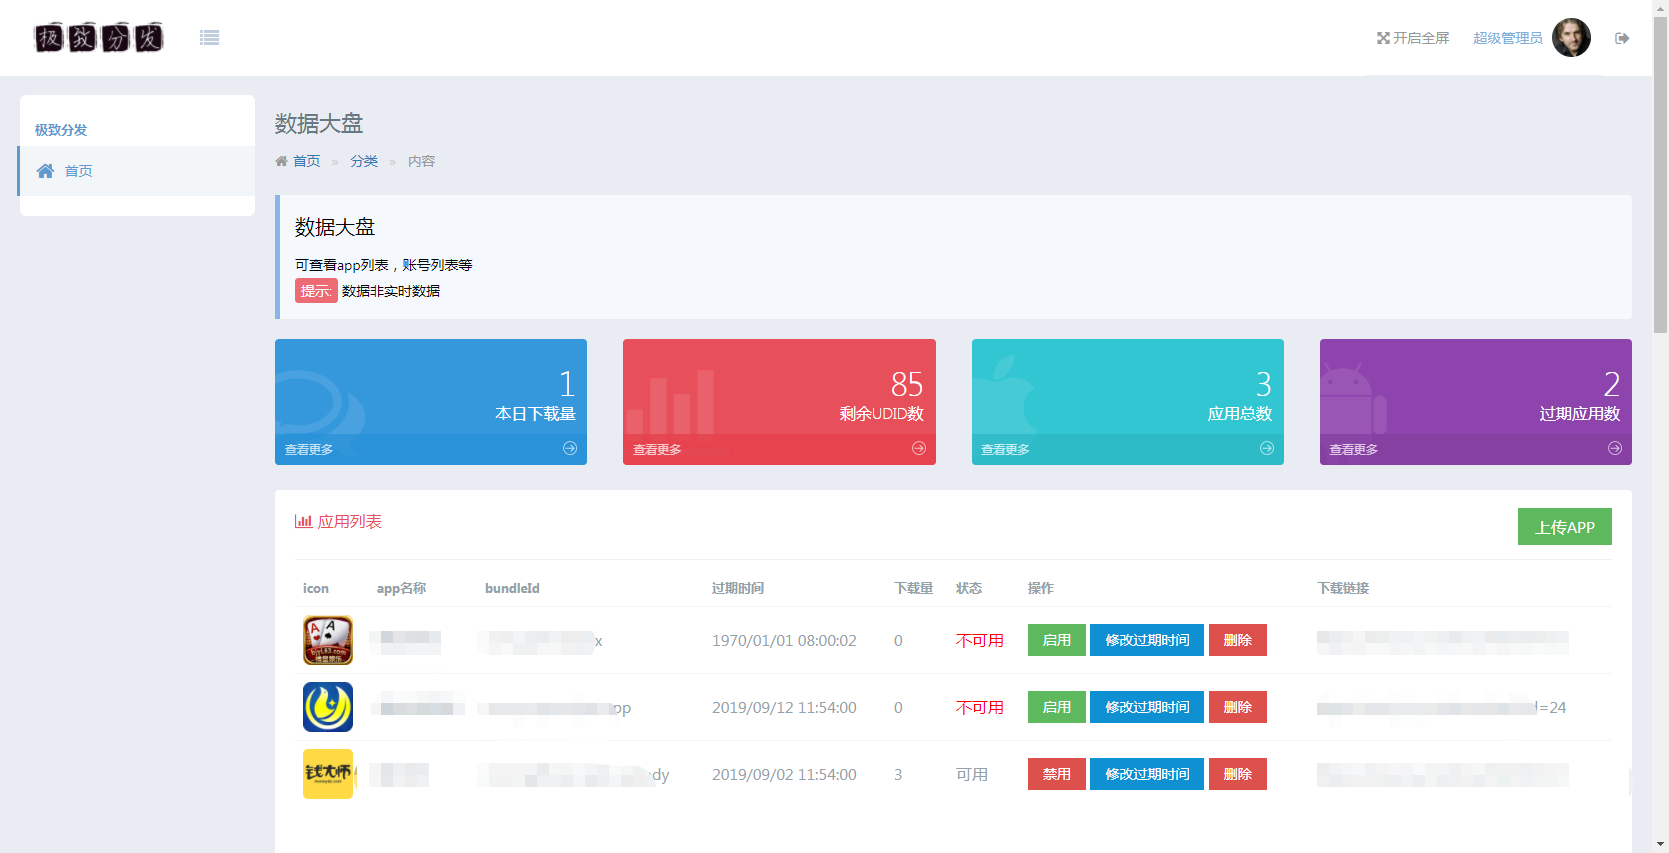 极致分发
开启全屏 超级管理员
极致分发
首页
数据大盘
首页 » 分类 » 内容
数据大盘
可查看app列表，账号列表等
提示: 数据非实时数据
1
本日下载量
查看更多
85
剩余UDID数
查看更多
3
应用总数
查看更多
2
过期应用数
查看更多
应用列表
上传APP
icon app名称 bundleId 过期时间 下载量 状态 操作 下载链接
x 1970/01/01 08:00:02 0 不可用 启用 修改过期时间 删除
pp 2019/09/12 11:54:00 0 不可用 启用 修改过期时间 删除 =24
钱大师
dy 2019/09/02 11:54:00 3 可用 禁用 修改过期时间 删除